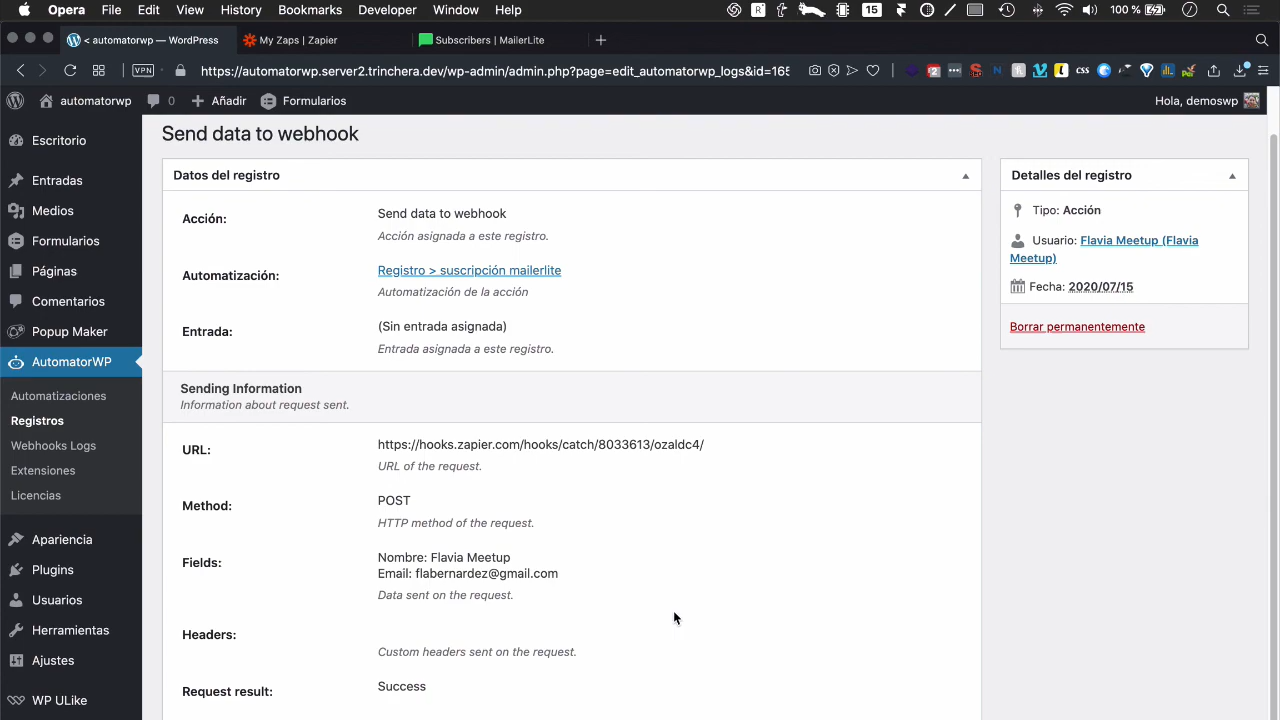 Opera File Edit View History Bookmarks Developer Window Help 15 100 %
< automatorwp — WordPress My Zaps | Zapier Subscribers | MailerLite
VPN https://automatorwp.server2.trinchera.dev/wp-admin/admin.php?page=edit_automatorwp_logs&id=165
automatorwp 0 Añadir Formularios Hola, demoswp
Escritorio
Entradas
Medios
Formularios
Páginas
Comentarios
Popup Maker
AutomatorWP
Automatizaciones
Registros
Webhooks Logs
Extensiones
Licencias
Apariencia
Plugins
Usuarios
Herramientas
Ajustes
WP ULike
Send data to webhook
Datos del registro
Acción: Send data to webhook
Acción asignada a este registro.
Automatización: Registro > suscripción mailerlite
Automatización de la acción
Entrada: (Sin entrada asignada)
Entrada asignada a este registro.
Sending Information
Information about request sent.
URL: https://hooks.zapier.com/hooks/catch/8033613/ozaldc4/
URL of the request.
Method: POST
HTTP method of the request.
Fields: Nombre: Flavia Meetup
Email: flabernardez@gmail.com
Data sent on the request.
Headers:
Custom headers sent on the request.
Request result: Success
Detalles del registro
Tipo: Acción
Usuario: Flavia Meetup (Flavia
Meetup)
Fecha: 2020/07/15
Borrar permanentemente